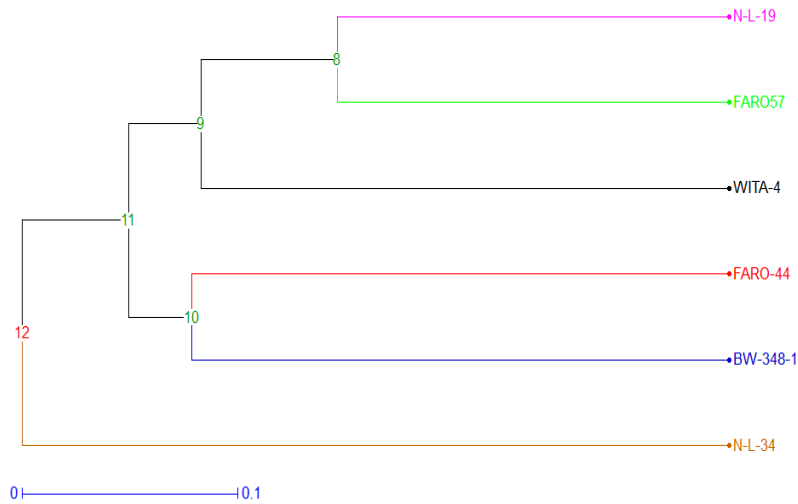 N-L-19
8
FARO57
9
WITA-4
11
FARO-44
10
12
BW-348-1
N-L-34
0 0.1